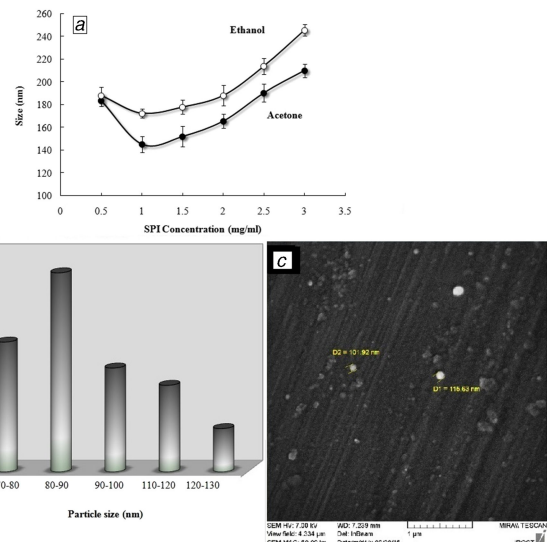 a
260
240
220
200
180
160
140
120
100
Size (nm)
Ethanol
Acetone
0 0.5 1 1.5 2 2.5 3 3.5
SPI Concentration (mg/ml)
c
D2 = 101.92 nm
D1 = 116.63 nm
0-80 80-90 90-100 110-120 120-130
Particle size (nm)
SEM HV: 7.00 kV WD: 7.239 mm MIRA\\ TESCAN
View field: 4.334 µm Det: InBeam 1 µm